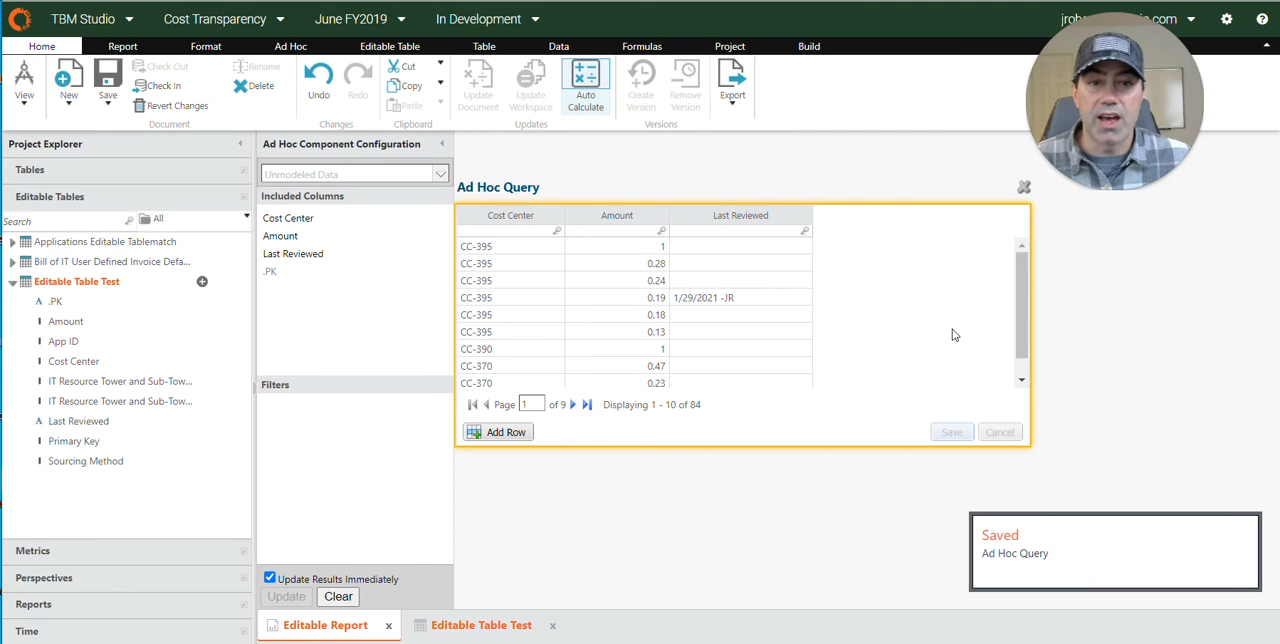 TBM Studio Cost Transparency June FY2019 In Development
Home Report Format Ad Hoc Editable Table Table Data Formulas Project Build
View
New
Save
Check Out
Check In
Revert Changes
Document
Rename
Delete
Undo
Redo
Changes
Cut
Copy
Paste
Clipboard
Update Document
Update Workspace
Auto Calculate
Updates
Create Version
Remove Version
Versions
Export
Project Explorer
Tables
Editable Tables
Search All
Applications Editable Tablematch
Bill of IT User Defined Invoice Defa...
Editable Table Test
.PK
Amount
App ID
Cost Center
IT Resource Tower and Sub-Tow...
IT Resource Tower and Sub-Tow...
Last Reviewed
Primary Key
Sourcing Method
Metrics
Perspectives
Reports
Time
Ad Hoc Component Configuration
Unmodeled Data
Included Columns
Cost Center
Amount
Last Reviewed
.PK
Filters
Update Results Immediately
Update Clear
Ad Hoc Query
Cost Center Amount Last Reviewed
CC-395 1
CC-395 0.28
CC-395 0.24
CC-395 0.19 1/29/2021 -JR
CC-395 0.18
CC-395 0.13
CC-390 1
CC-370 0.47
CC-370 0.23
Page 1 of 9 Displaying 1 - 10 of 84
Add Row Save Cancel
Saved
Ad Hoc Query
Editable Report x Editable Table Test x